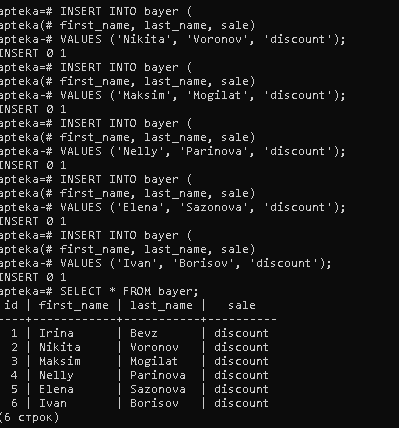 apteka=# INSERT INTO bayer (
apteka(# first_name, last_name, sale)
apteka-# VALUES ('Nikita', 'Voronov', 'discount');
INSERT 0 1
apteka=# INSERT INTO bayer (
apteka(# first_name, last_name, sale)
apteka-# VALUES ('Maksim', 'Mogilat', 'discount');
INSERT 0 1
apteka=# INSERT INTO bayer (
apteka(# first_name, last_name, sale)
apteka-# VALUES ('Nelly', 'Parinova', 'discount');
INSERT 0 1
apteka=# INSERT INTO bayer (
apteka(# first_name, last_name, sale)
apteka-# VALUES ('Elena', 'Sazonova', 'discount');
INSERT 0 1
apteka=# INSERT INTO bayer (
apteka(# first_name, last_name, sale)
apteka-# VALUES ('Ivan', 'Borisov', 'discount');
INSERT 0 1
apteka=# SELECT * FROM bayer;
 id | first_name | last_name |   sale
----+------------+-----------+----------
  1 | Irina      | Bevz      | discount
  2 | Nikita     | Voronov   | discount
  3 | Maksim     | Mogilat   | discount
  4 | Nelly      | Parinova  | discount
  5 | Elena      | Sazonova  | discount
  6 | Ivan       | Borisov   | discount
(6 строк)